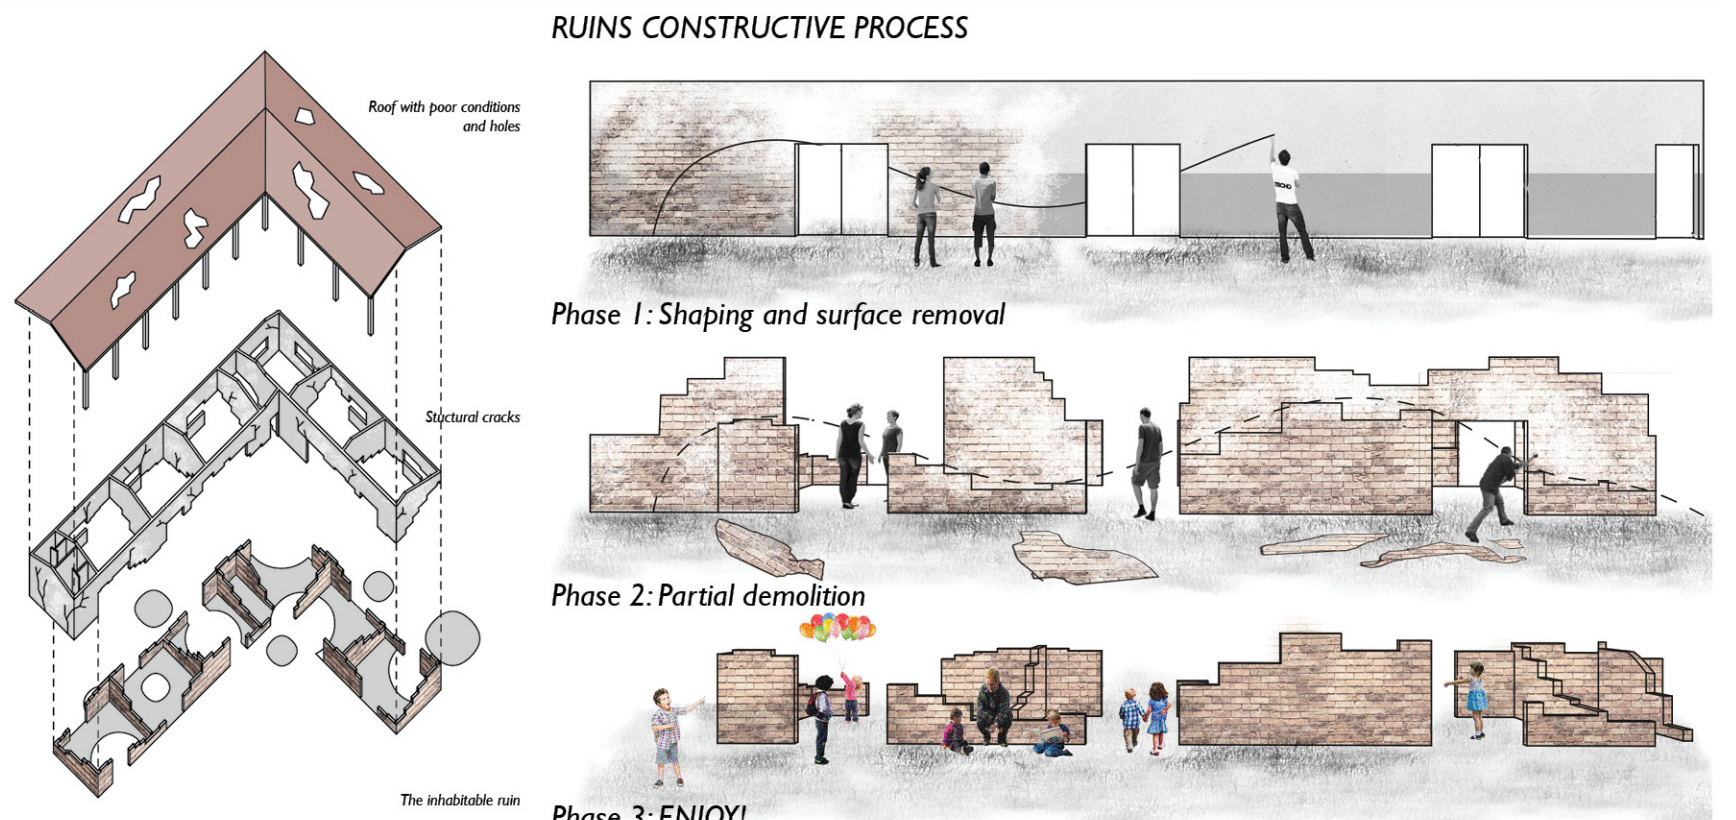 RUINS CONSTRUCTIVE PROCESS
Roof with poor conditions
and holes
TECHO
Phase 1: Shaping and surface removal
Stuctural cracks
Phase 2: Partial demolition
The inhabitable ruin
Phase 3: ENJOY!